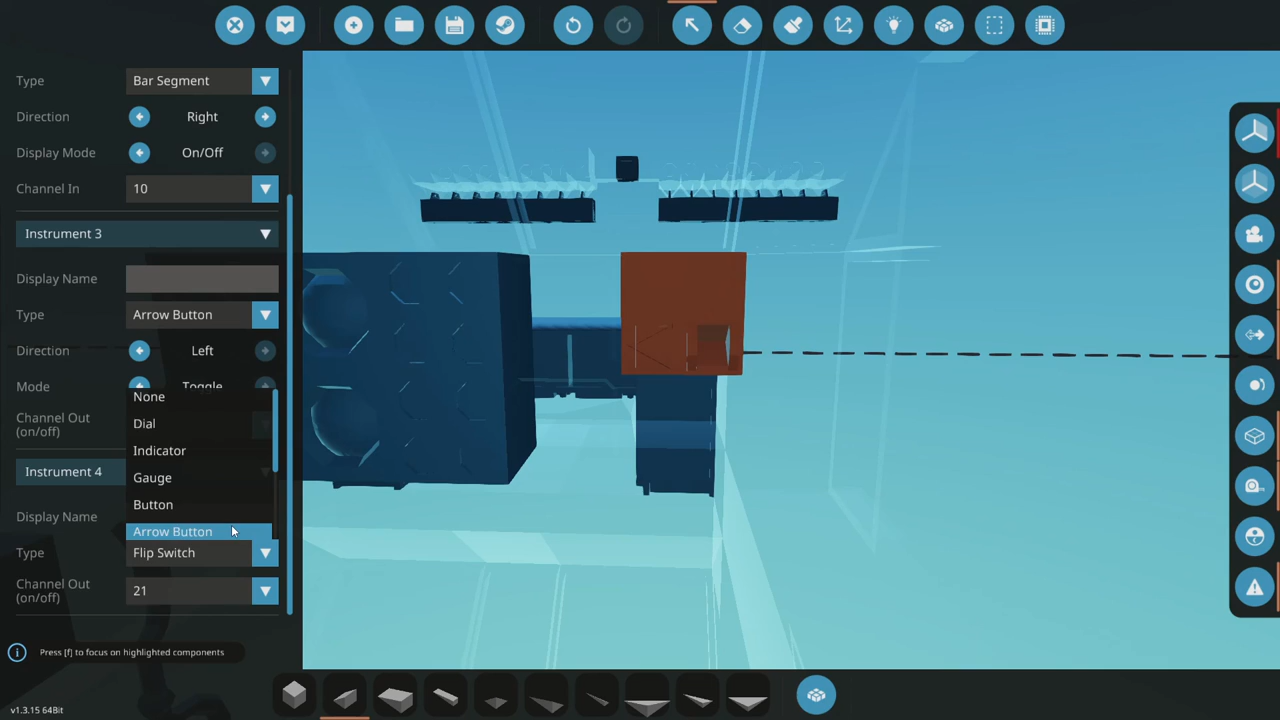 Type Bar Segment
Direction Right
Display Mode On/Off
Channel In 10
Instrument 3
Display Name
Type Arrow Button
Direction Left
Mode Toggle
None
Channel Out
(on/off)
Dial
Indicator
Instrument 4
Gauge
Button
Display Name
Arrow Button
Type Flip Switch
Channel Out
(on/off)
21
Press [f] to focus on highlighted components
v1.3.15 64Bit